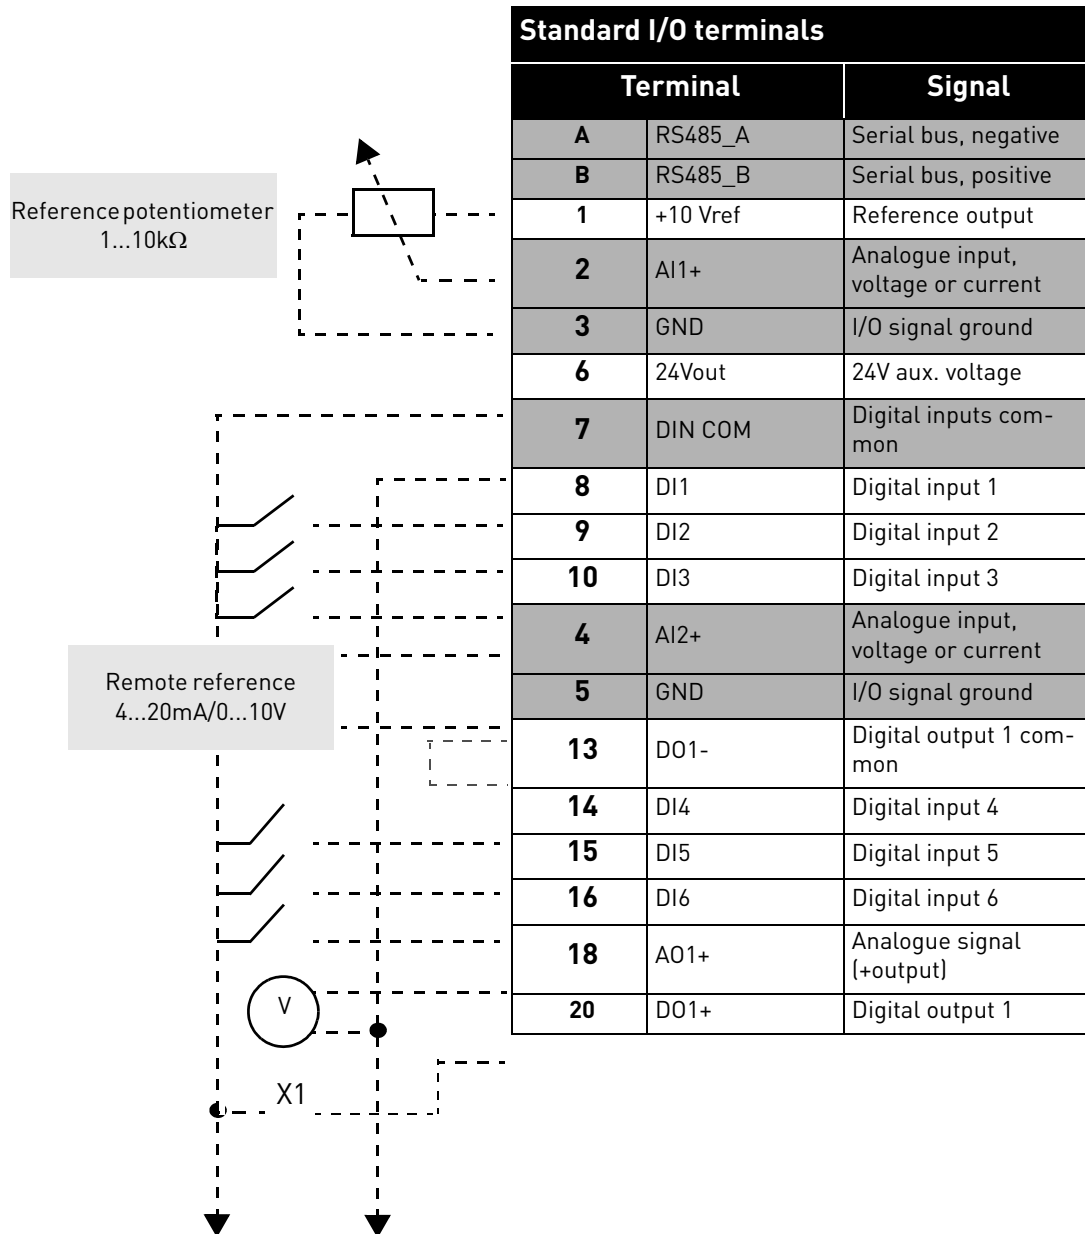 Standard I/O terminals
Terminal Signal
A RS485_A Serial bus, negative
B RS485_B Serial bus, positive
Reference potentiometer
1...10kΩ
1 +10 Vref Reference output
2 AI1+ Analogue input,
voltage or current
3 GND I/O signal ground
6 24Vout 24V aux. voltage
7 DIN COM Digital inputs com-
mon
8 DI1 Digital input 1
9 DI2 Digital input 2
10 DI3 Digital input 3
4 AI2+ Analogue input,
voltage or current
Remote reference
4...20mA/0...10V
5 GND I/O signal ground
13 DO1- Digital output 1 com-
mon
14 DI4 Digital input 4
15 DI5 Digital input 5
16 DI6 Digital input 6
18 AO1+ Analogue signal
(+output)
V
20 DO1+ Digital output 1
X1